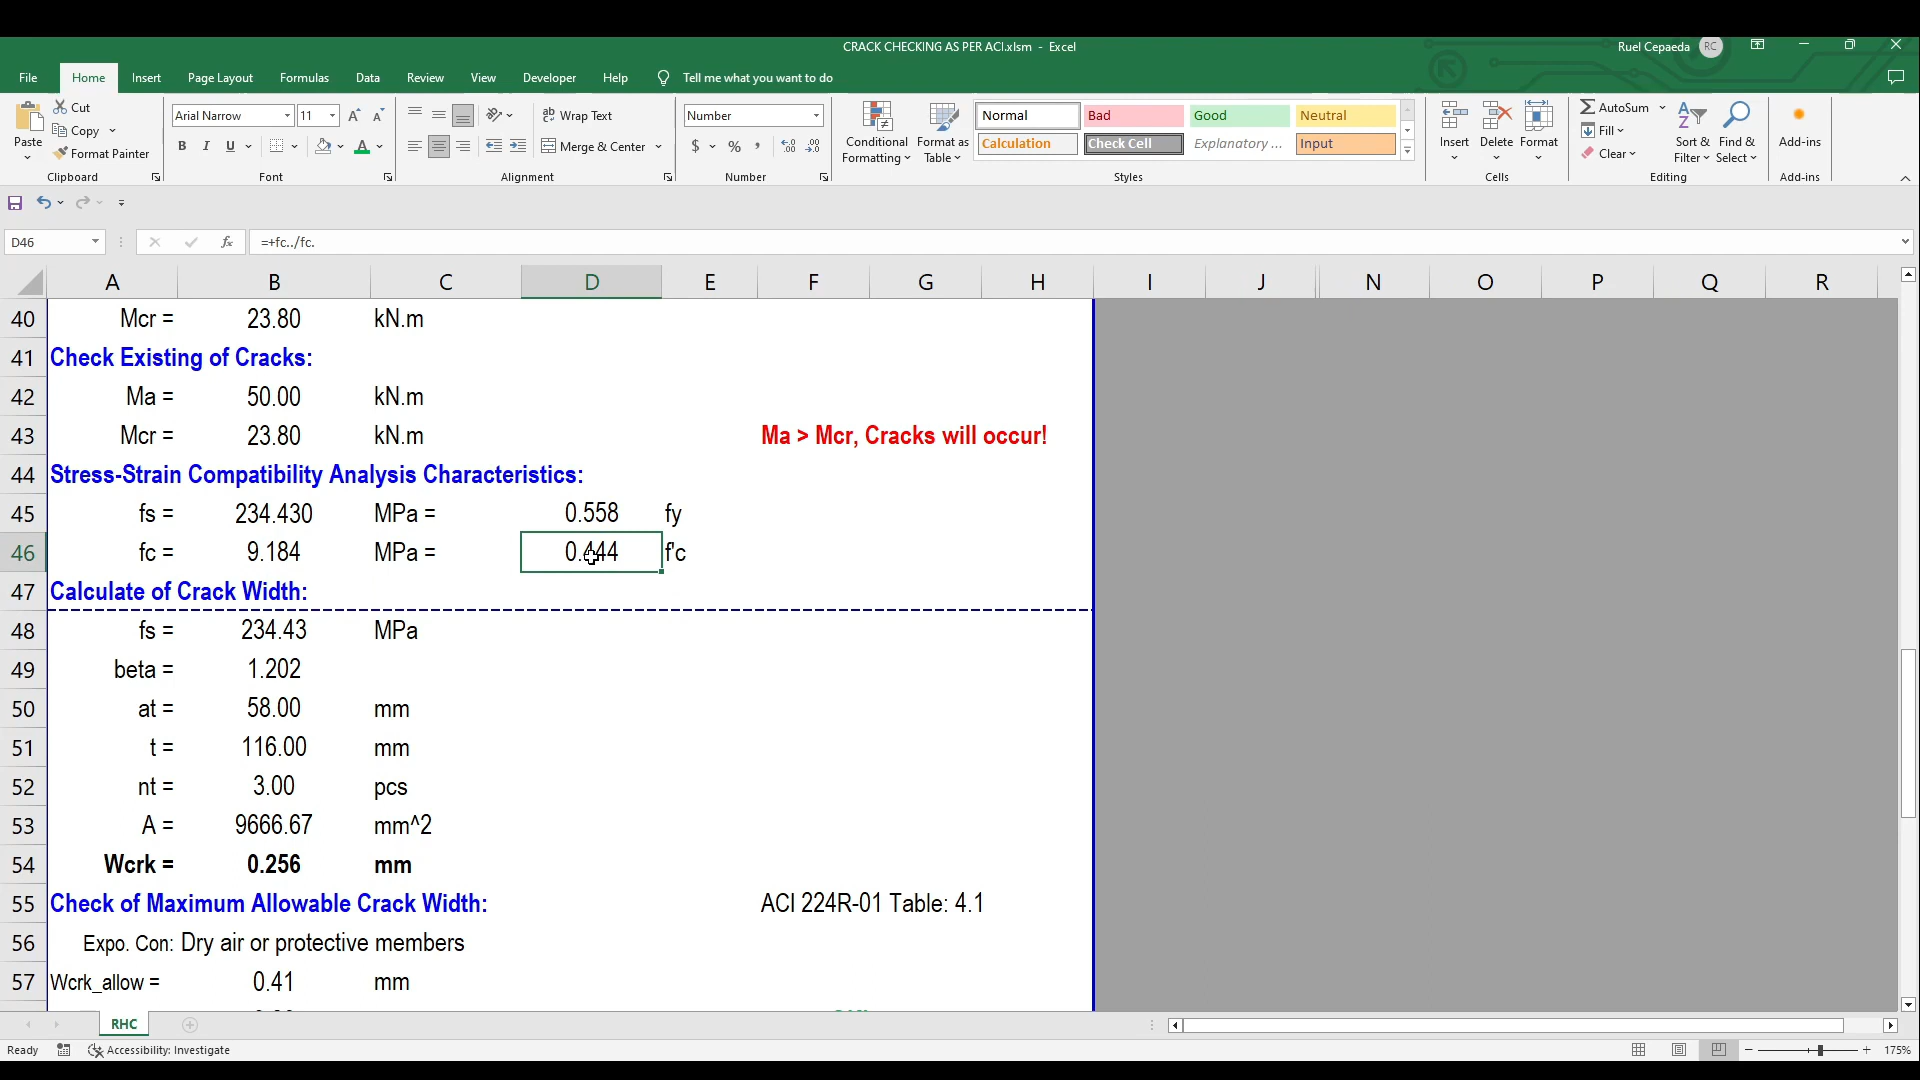 CRACK CHECKING AS PER ACI.xlsm - Excel
Ruel Cepaeda RC
File Home Insert Page Layout Formulas Data Review View Developer Help Tell me what you want to do
Paste
Cut
Copy
Format Painter
Clipboard
Arial Narrow 11
B I U
Font
Wrap Text
Merge & Center
Alignment
Number
$ % ,
Number
Conditional Formatting
Format as Table
Normal Bad Good Neutral
Calculation Check Cell Explanatory ... Input
Styles
Insert Delete Format
Cells
AutoSum
Fill
Clear
Sort & Filter
Find & Select
Editing
Add-ins
Add-ins
D46 fx =+fc../fc.
A B C D E F G H I J N O P Q R
40 Mcr = 23.80 kN.m
41 Check Existing of Cracks:
42 Ma = 50.00 kN.m
43 Mcr = 23.80 kN.m Ma > Mcr, Cracks will occur!
44 Stress-Strain Compatibility Analysis Characteristics:
45 fs = 234.430 MPa = 0.558 fy
46 fc = 9.184 MPa = 0.444 f'c
47 Calculate of Crack Width:
48 fs = 234.43 MPa
49 beta = 1.202
50 at = 58.00 mm
51 t = 116.00 mm
52 nt = 3.00 pcs
53 A = 9666.67 mm^2
54 Wcrk = 0.256 mm
55 Check of Maximum Allowable Crack Width: ACI 224R-01 Table: 4.1
56 Expo. Con: Dry air or protective members
57 Wcrk_allow = 0.41 mm
RHC
Ready Accessibility: Investigate 175%